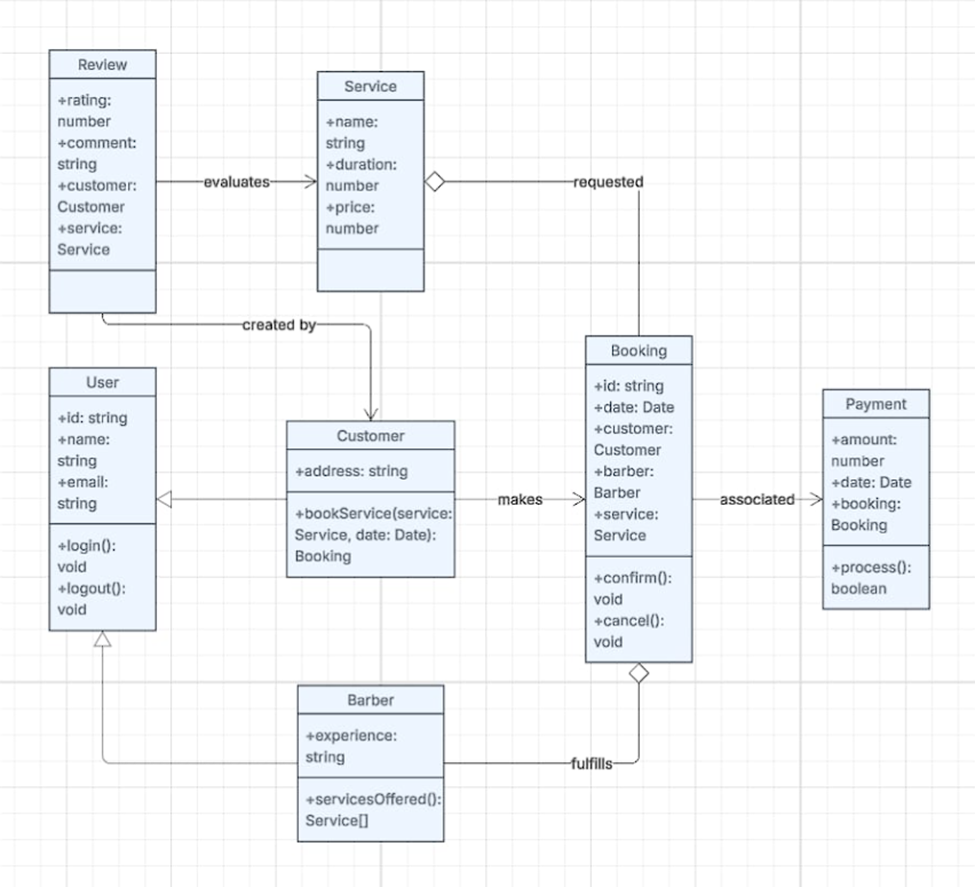 Review
+rating:
number
+comment:
string
+customer:
Customer
+service:
Service
evaluates
Service
+name:
string
+duration:
number
+price:
number
requested
created by
User
+id: string
+name:
string
+email:
string
+login():
void
+logout():
void
Customer
+address: string
+bookService(service:
Service, date: Date):
Booking
makes
Booking
+id: string
+date: Date
+customer:
Customer
+barber:
Barber
+service:
Service
+confirm():
void
+cancel():
void
associated
Payment
+amount:
number
+date: Date
+booking:
Booking
+process():
boolean
Barber
+experience:
string
+servicesOffered():
Service[]
fulfills